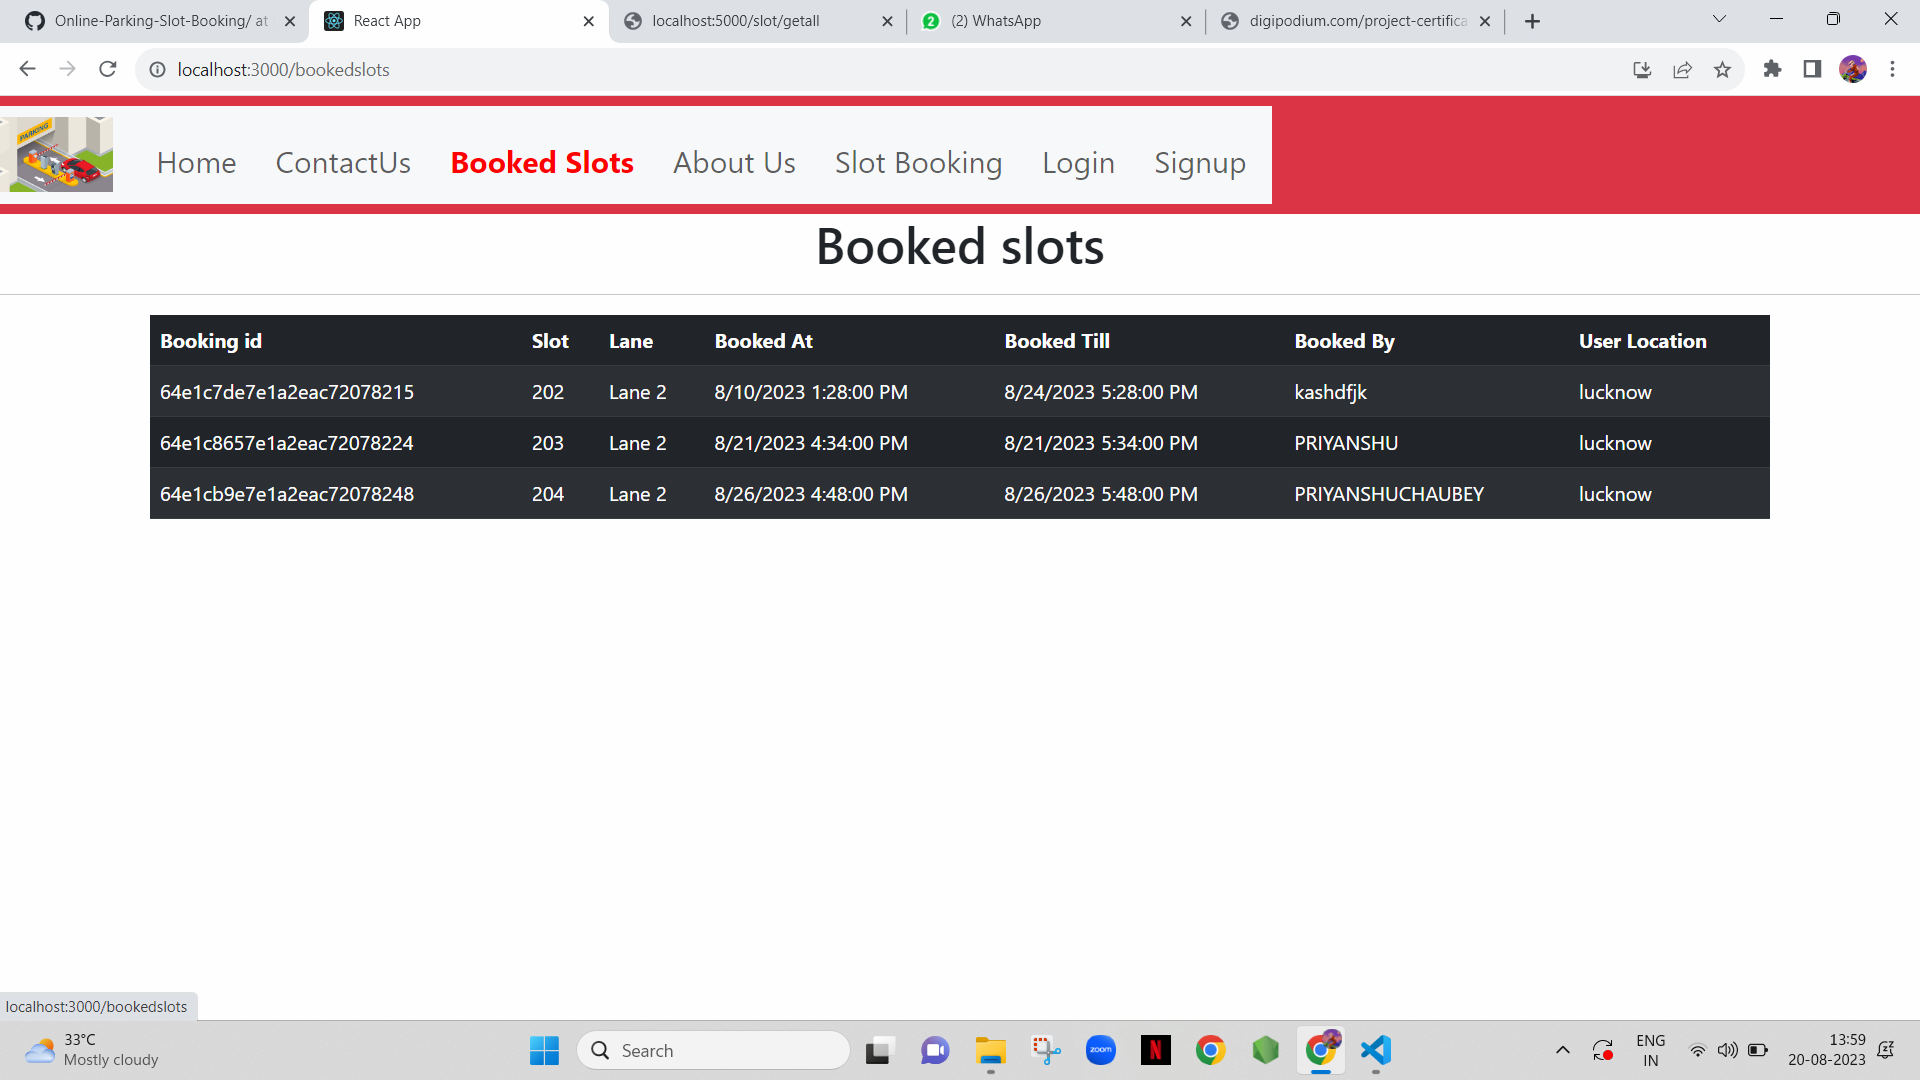 Online-Parking-Slot-Booking/ at
React App
localhost:5000/slot/getall
2 (2) WhatsApp
digipodium.com/project-certifica
localhost:3000/bookedslots
PARKING
Home ContactUs Booked Slots About Us Slot Booking Login Signup
Booked slots
Booking id Slot Lane Booked At Booked Till Booked By User Location
64e1c7de7e1a2eac72078215 202 Lane 2 8/10/2023 1:28:00 PM 8/24/2023 5:28:00 PM kashdfjk lucknow
64e1c8657e1a2eac72078224 203 Lane 2 8/21/2023 4:34:00 PM 8/21/2023 5:34:00 PM PRIYANSHU lucknow
64e1cb9e7e1a2eac72078248 204 Lane 2 8/26/2023 4:48:00 PM 8/26/2023 5:48:00 PM PRIYANSHUCHAUBEY lucknow
localhost:3000/bookedslots
33°C
Mostly cloudy
Search
zoom
N
ENG
IN
13:59
20-08-2023